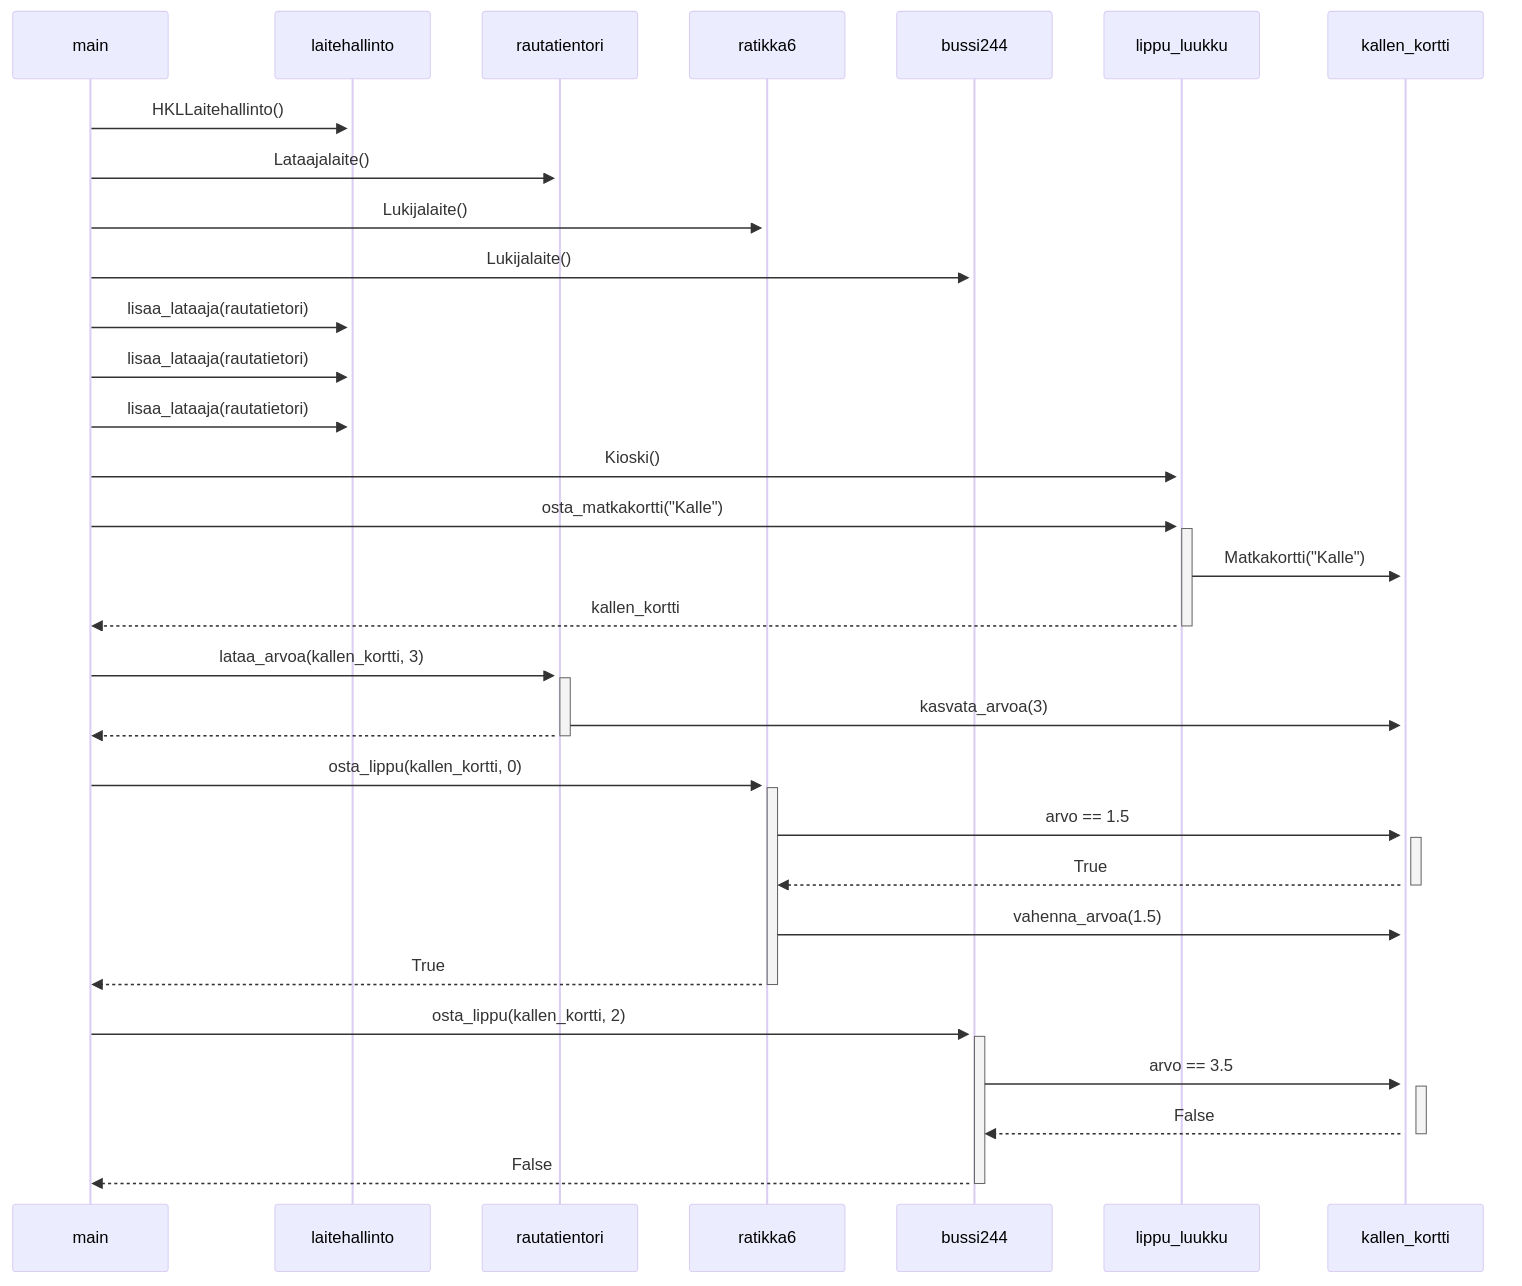 main
laitehallinto
rautatientori
ratikka6
bussi244
lippu_luukku
kallen_kortti
HKLLaitehallinto()
Lataajalaite()
Lukijalaite()
Lukijalaite()
lisaa_lataaja(rautatietori)
lisaa_lataaja(rautatietori)
lisaa_lataaja(rautatietori)
Kioski()
osta_matkakortti("Kalle")
Matkakortti("Kalle")
kallen_kortti
lataa_arvoa(kallen_kortti, 3)
kasvata_arvoa(3)
osta_lippu(kallen_kortti, 0)
arvo == 1.5
True
vahenna_arvoa(1.5)
True
osta_lippu(kallen_kortti, 2)
arvo == 3.5
False
False
main
laitehallinto
rautatientori
ratikka6
bussi244
lippu_luukku
kallen_kortti